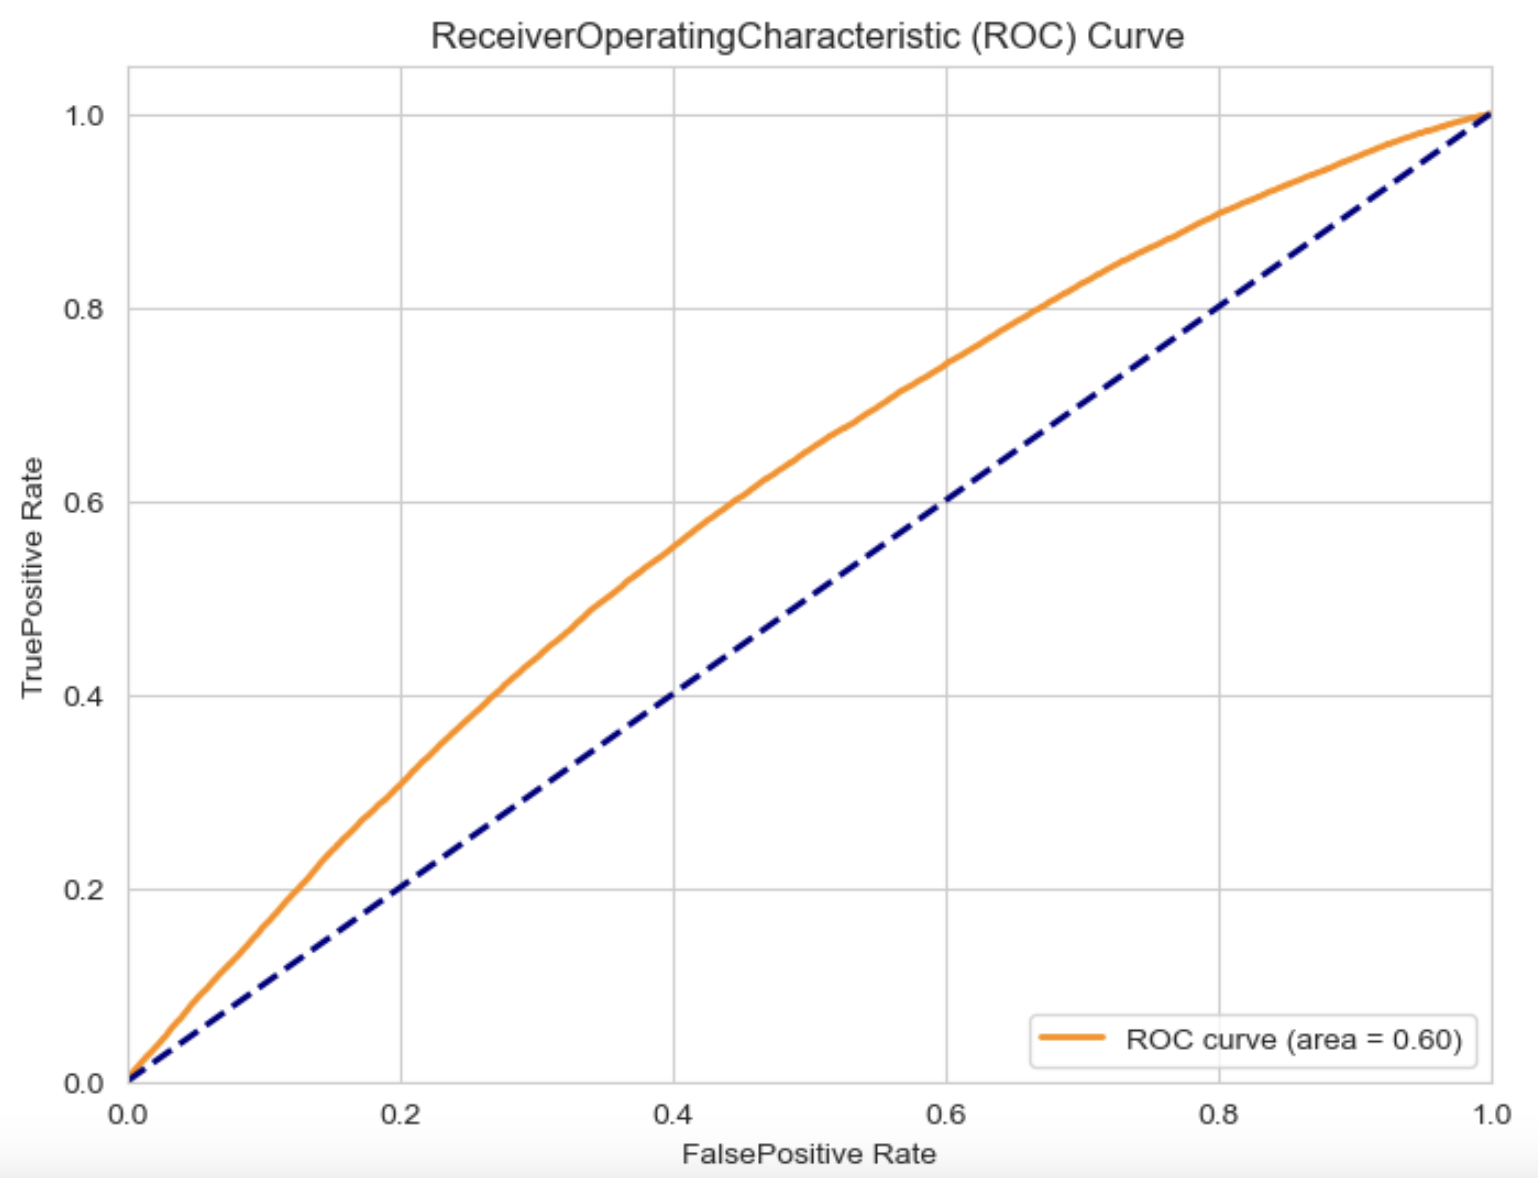 ReceiverOperatingCharacteristic (ROC) Curve
1.0
0.8
0.6
0.4
0.2
0.0
TruePositive Rate
ROC curve (area = 0.60)
0.0 0.2 0.4 0.6 0.8 1.0
FalsePositive Rate